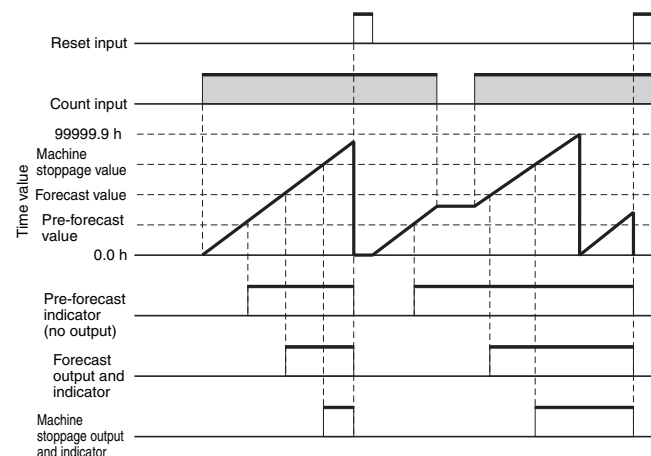 Reset input
Count input
Time value
99999.9 h
Machine
stoppage value
Forecast value
Pre-forecast
value
0.0 h
Pre-forecast
indicator
(no output)
Forecast
output and
indicator
Machine
stoppage output
and indicator